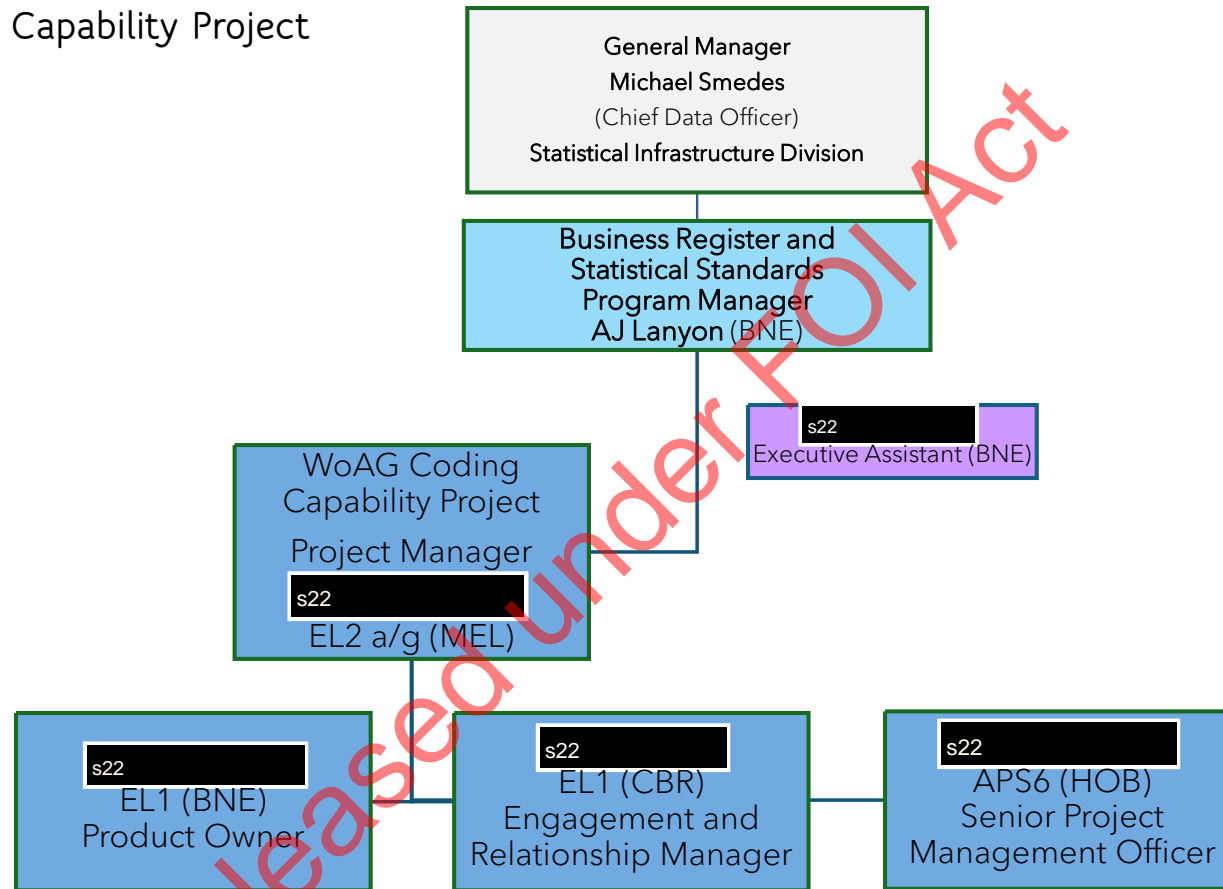 Capability Project
General Manager
Michael Smedes
(Chief Data Officer)
Statistical Infrastructure Division
Business Register and
Statistical Standards
Program Manager
AJ Lanyon (BNE)
s22
Executive Assistant (BNE)
WoAG Coding
Capability Project
Project Manager
s22
EL2 a/g (MEL)
s22
EL1 (BNE)
Product Owner
s22
EL1 (CBR)
Engagement and
Relationship Manager
s22
APS6 (HOB)
Senior Project
Management Officer
leased under FOI Act